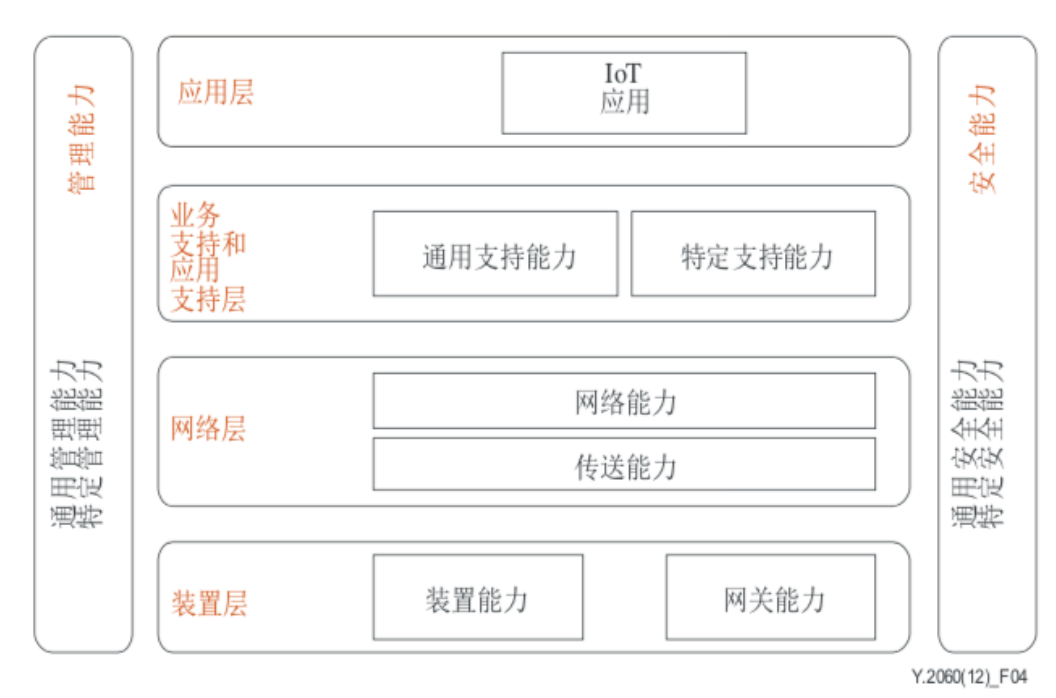 管理能力
通用管理能力
特定管理能力
应用层
IoT
应用
业务
支持和
应用
支持层
通用支持能力
特定支持能力
网络层
网络能力
传送能力
装置层
装置能力
网关能力
安全能力
通用安全能力
特定安全能力
Y.2060(12)_F04